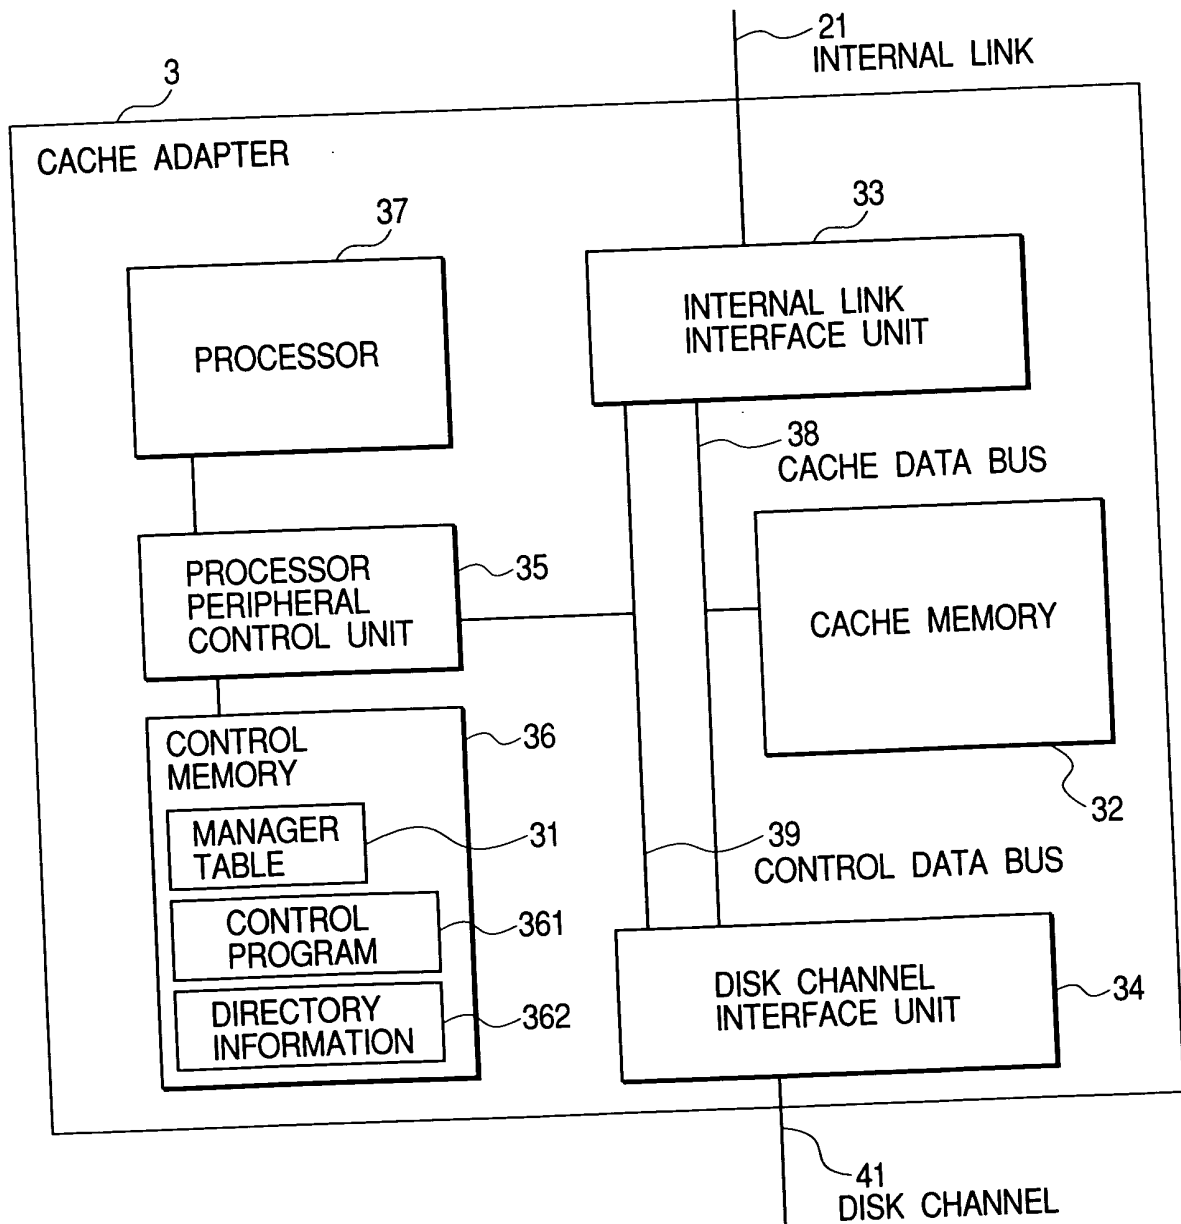 21
INTERNAL LINK
3
CACHE ADAPTER
37
PROCESSOR
33
INTERNAL LINK
INTERFACE UNIT
38
CACHE DATA BUS
PROCESSOR
PERIPHERAL
CONTROL UNIT
35
CACHE MEMORY
32
CONTROL
MEMORY
36
MANAGER
TABLE
31
CONTROL
PROGRAM
361
DIRECTORY
INFORMATION
362
39
CONTROL DATA BUS
DISK CHANNEL
INTERFACE UNIT
34
41
DISK CHANNEL